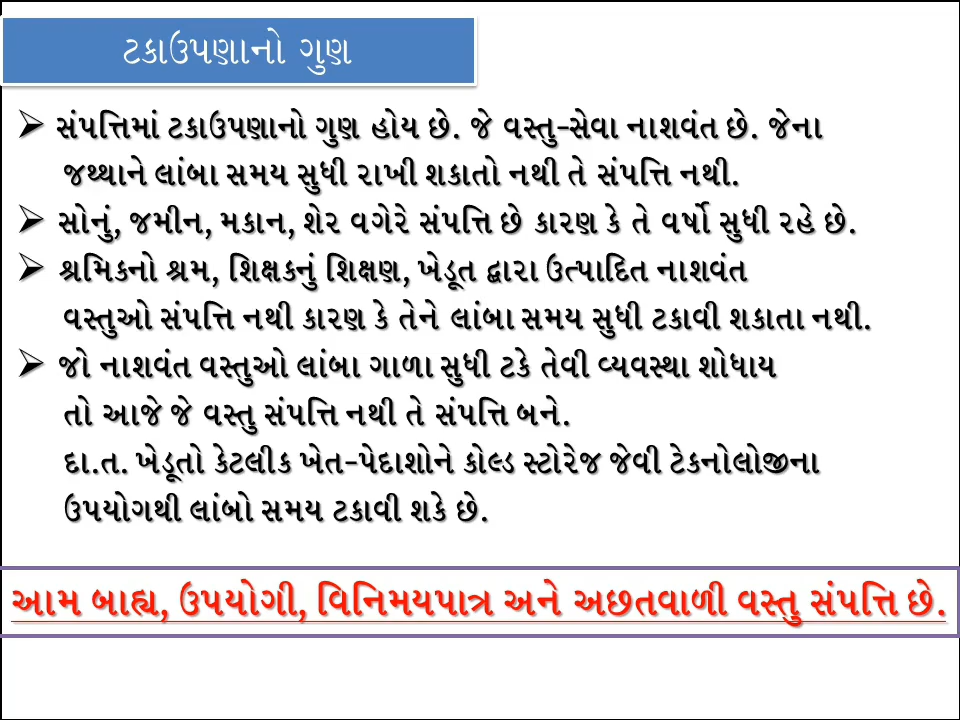 ટકાઉપણાનો ગુણ
➢ સંપત્તિમાં ટકાઉપણાનો ગુણ હોય છે. જે વસ્તુ-સેવા નાશવંત છે. જેના
જથ્થાને લાંબા સમય સુધી રાખી શકાતો નથી તે સંપત્તિ નથી.
➢ સોનું, જમીન, મકાન, શેર વગેરે સંપત્તિ છે કારણ કે તે વર્ષો સુધી રહે છે.
➢ શ્રમિકનો શ્રમ, શિક્ષકનું શિક્ષણ, ખેડૂત દ્વારા ઉત્પાદિત નાશવંત
વસ્તુઓ સંપત્તિ નથી કારણ કે તેને લાંબા સમય સુધી ટકાવી શકાતા નથી.
➢ જો નાશવંત વસ્તુઓ લાંબા ગાળા સુધી ટકે તેવી વ્યવસ્થા શોધાય
તો આજે જે વસ્તુ સંપત્તિ નથી તે સંપત્તિ બને.
દા.ત. ખેડૂતો કેટલીક ખેત-પેદાશોને કોલ્ડ સ્ટોરેજ જેવી ટેકનોલોજીના
ઉપયોગથી લાંબો સમય ટકાવી શકે છે.
આમ બાહ્ય, ઉપયોગી, વિનિમયપાત્ર અને અછતવાળી વસ્તુ સંપત્તિ છે.